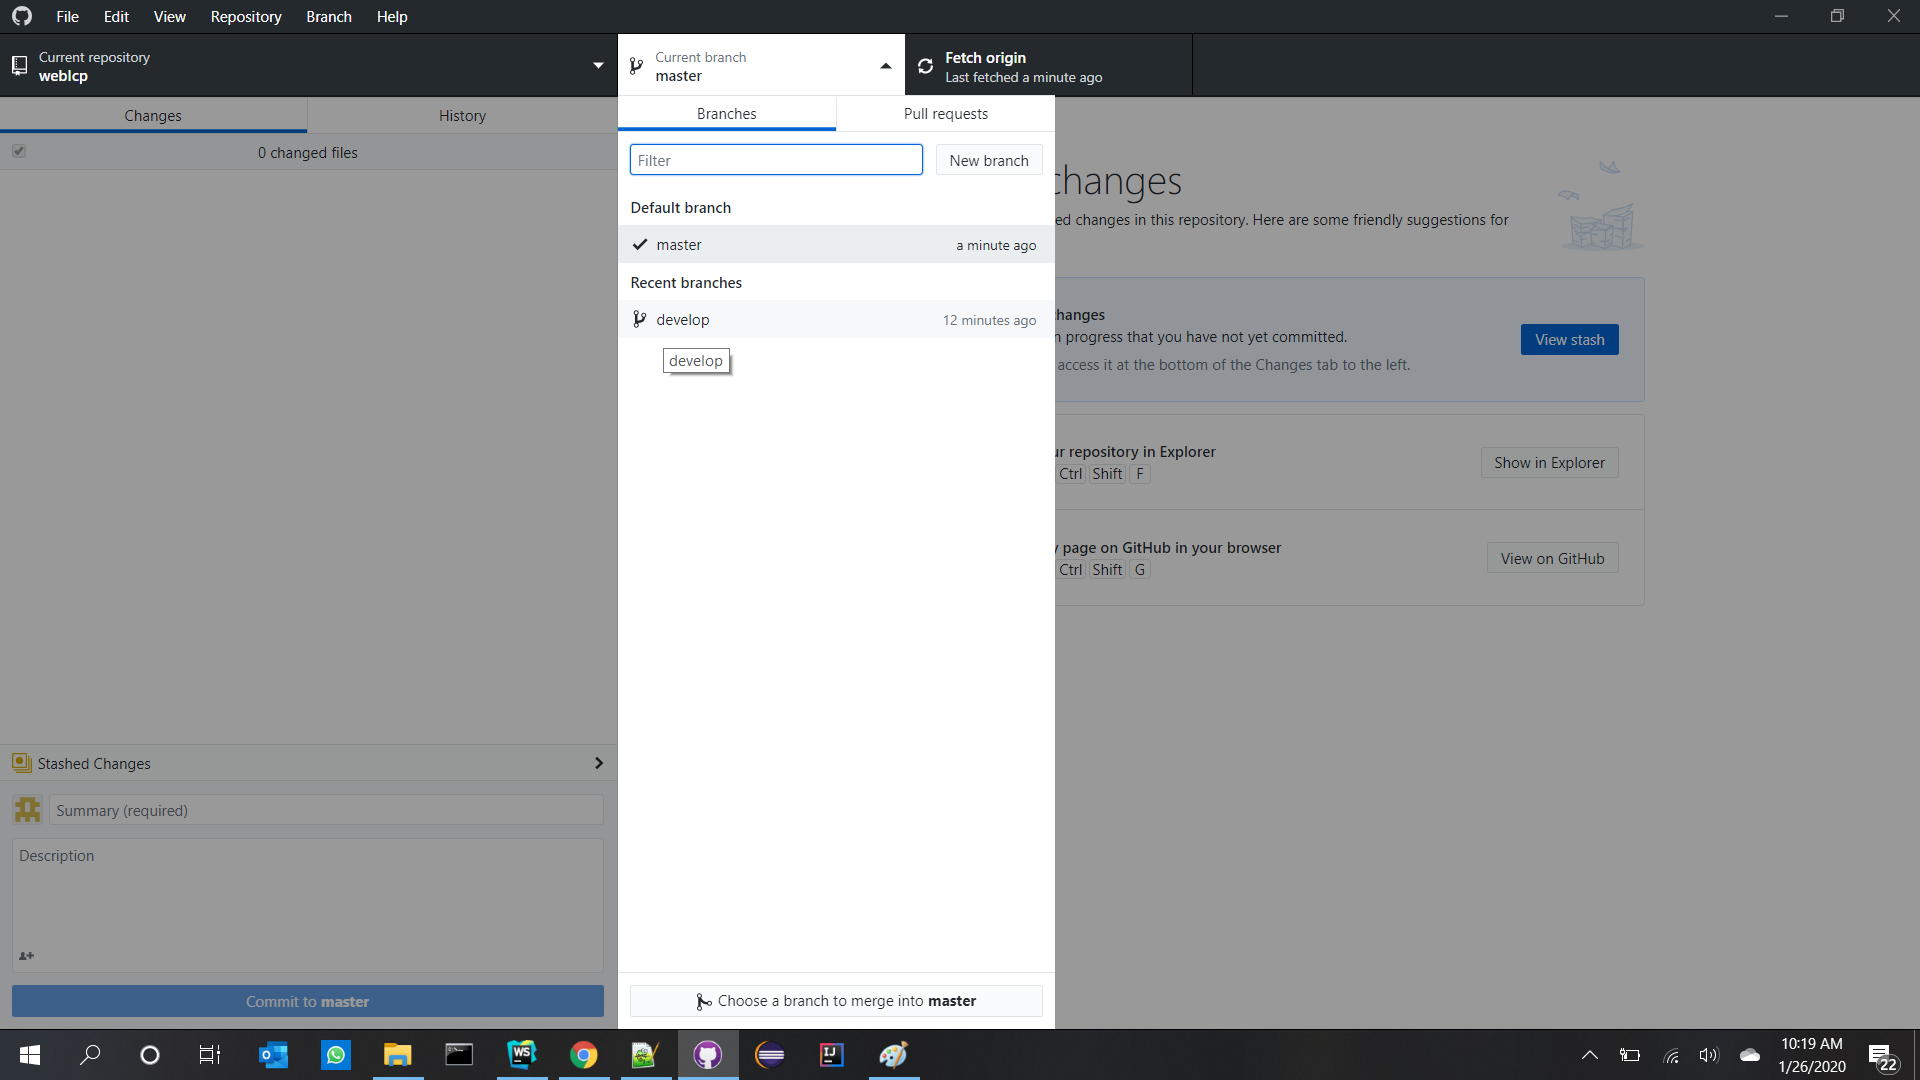 File Edit View Repository Branch Help
Current repository
weblcp
Current branch
master
Fetch origin
Last fetched a minute ago
Changes
History
0 changed files
Branches
Pull requests
Filter
New branch
Default branch
master
a minute ago
Recent branches
develop
12 minutes ago
develop
changes
ed changes in this repository. Here are some friendly suggestions for
changes
n progress that you have not yet committed.
access it at the bottom of the Changes tab to the left.
View stash
ur repository in Explorer
Ctrl Shift F
Show in Explorer
y page on GitHub in your browser
Ctrl Shift G
View on GitHub
Stashed Changes
Summary (required)
Description
Commit to master
Choose a branch to merge into master
WS
IJ
10:19 AM
1/26/2020
22